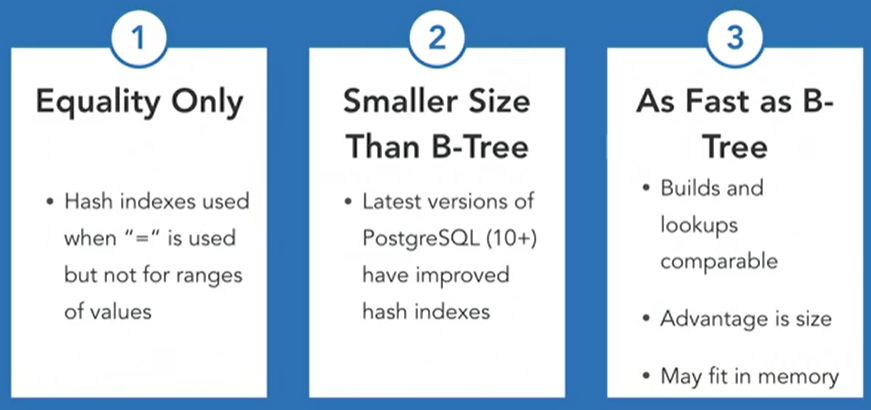 1
Equality Only
• Hash indexes used
when "=" is used
but not for ranges
of values
2
Smaller Size
Than B-Tree
• Latest versions of
PostgreSQL (10+)
have improved
hash indexes
3
As Fast as B-
Tree
• Builds and
lookups
comparable
• Advantage is size
• May fit in memory